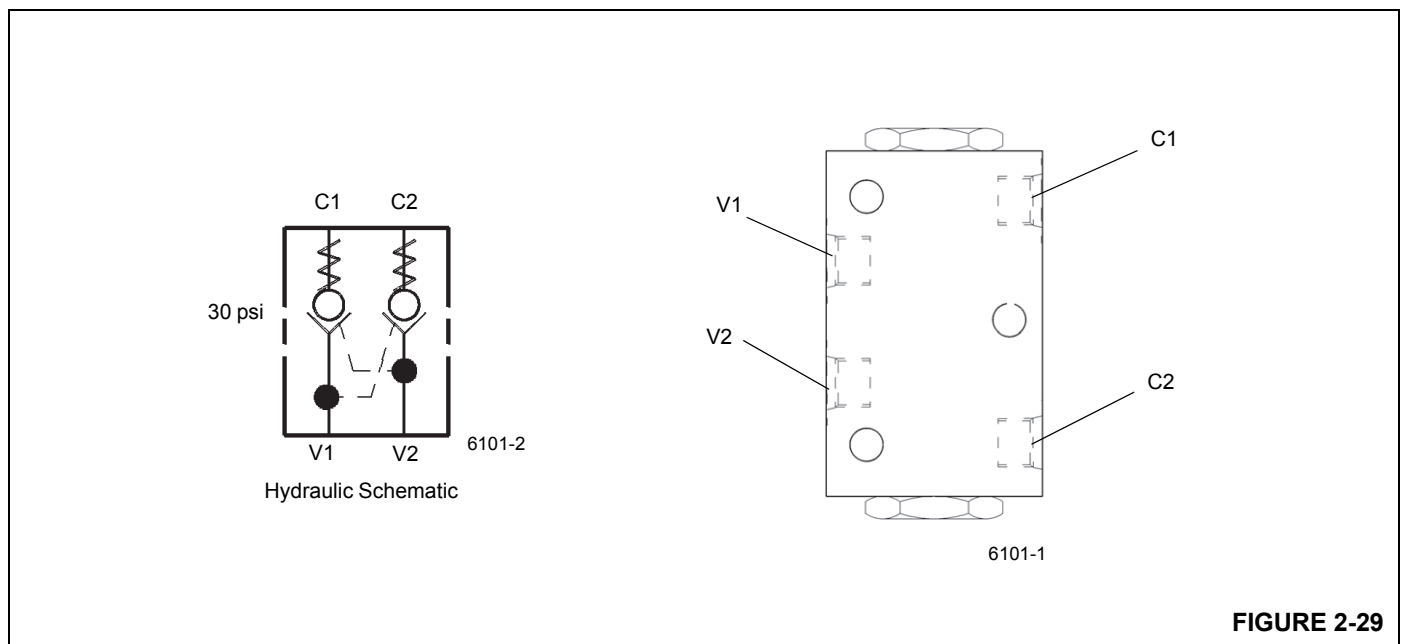 C1 C2
30 psi
V1 V2
6101-2
Hydraulic Schematic
C1
V1
V2
C2
6101-1
FIGURE 2-29